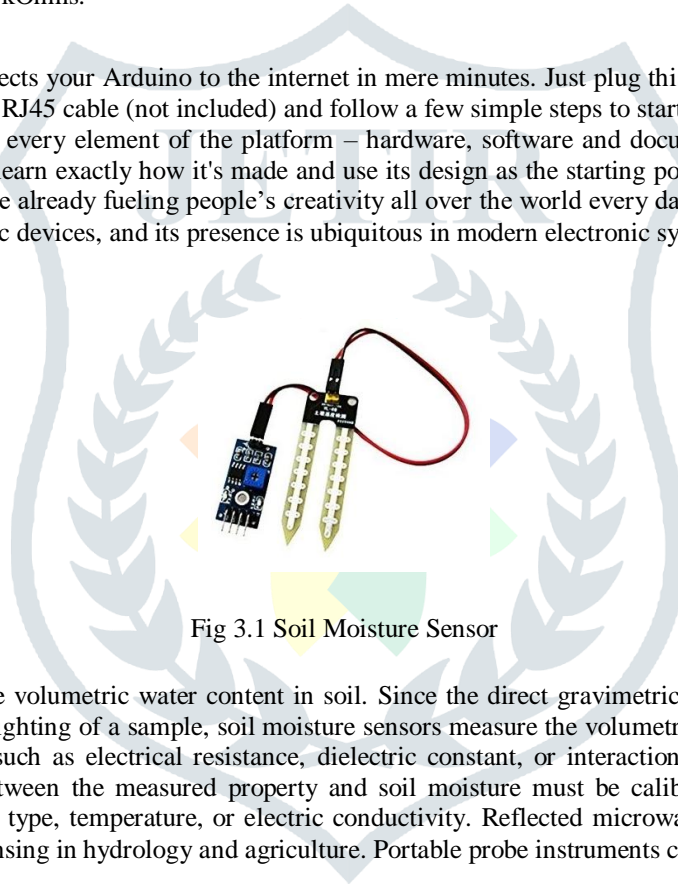 kOhms.
ects your Arduino to the internet in mere minutes. Just plug thi
RJ45 cable (not included) and follow a few simple steps to start
every element of the platform – hardware, software and docu
learn exactly how it's made and use its design as the starting po
e already fueling people's creativity all over the world every da
c devices, and its presence is ubiquitous in modern electronic sy
JETIR
Fig 3.1 Soil Moisture Sensor
e volumetric water content in soil. Since the direct gravimetric
ighting of a sample, soil moisture sensors measure the volumetr
such as electrical resistance, dielectric constant, or interaction
tween the measured property and soil moisture must be calib
type, temperature, or electric conductivity. Reflected microwa
nsing in hydrology and agriculture. Portable probe instruments c